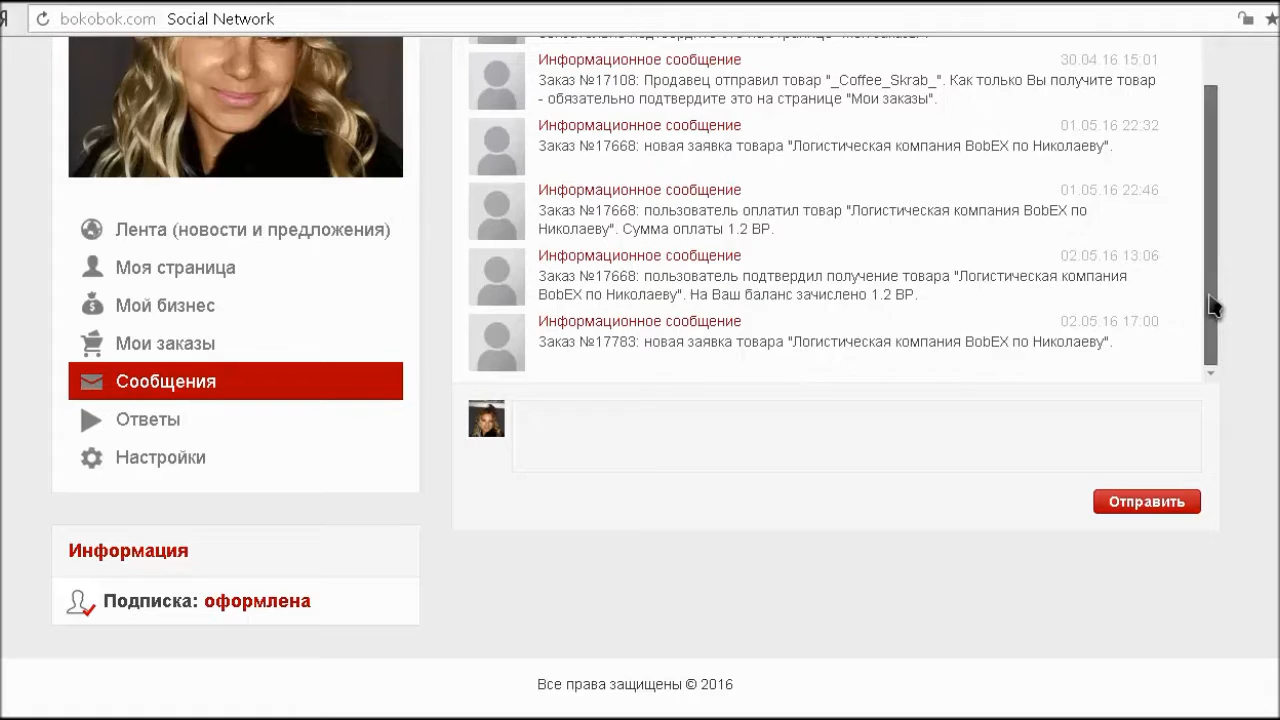 bokobok.com Social Network
Информационное сообщение 30.04.16 15:01
Заказ №17108: Продавец отправил товар "_Coffee_Skrab_". Как только Вы получите товар
- обязательно подтвердите это на странице "Мои заказы".
Информационное сообщение 01.05.16 22:32
Заказ №17668: новая заявка товара "Логистическая компания BobEX по Николаеву".
Информационное сообщение 01.05.16 22:46
Заказ №17668: пользователь оплатил товар "Логистическая компания BobEX по
Николаеву". Сумма оплаты 1.2 BP.
Информационное сообщение 02.05.16 13:06
Заказ №17668: пользователь подтвердил получение товара "Логистическая компания
BobEX по Николаеву". На Ваш баланс зачислено 1.2 BP.
Информационное сообщение 02.05.16 17:00
Заказ №17783: новая заявка товара "Логистическая компания BobEX по Николаеву".
Отправить
Лента (новости и предложения)
Моя страница
Мой бизнес
Мои заказы
Сообщения
Ответы
Настройки
Информация
Подписка: оформлена
Все права защищены © 2016